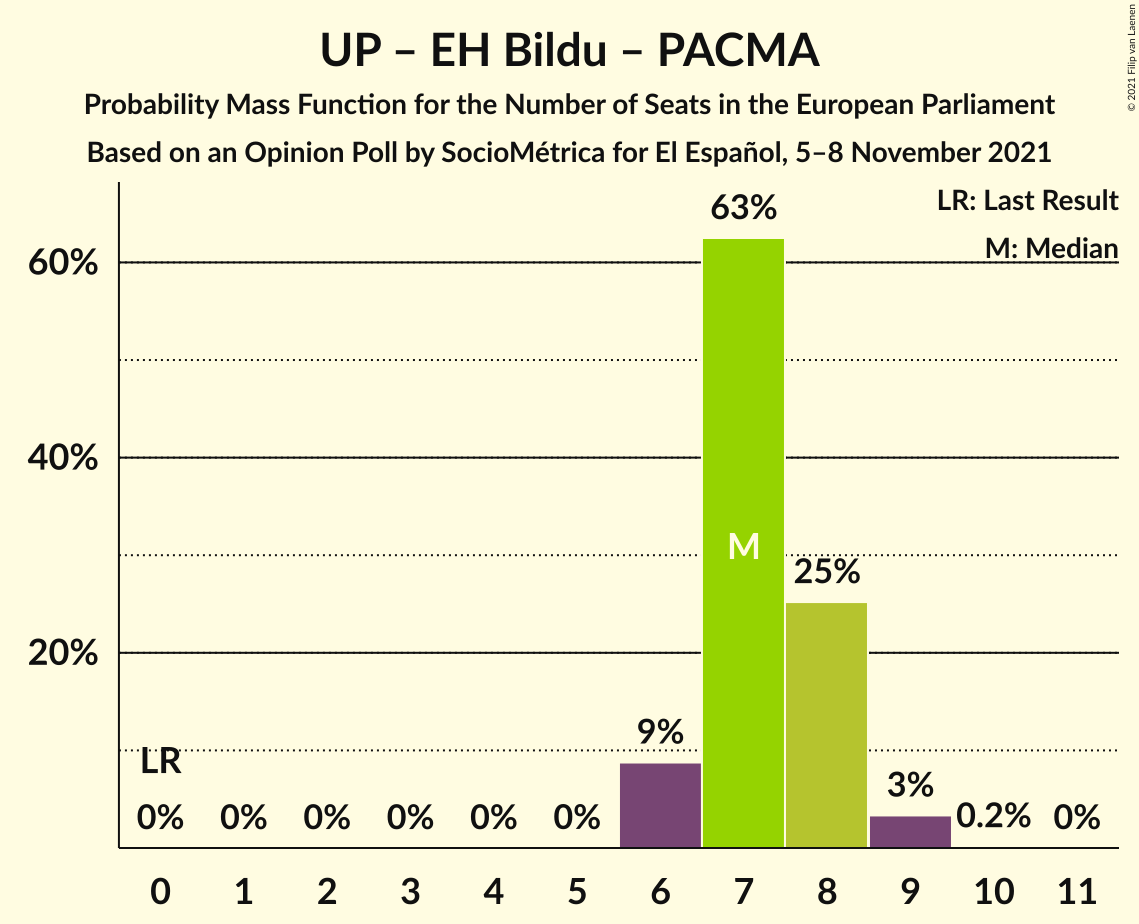 UP – EH Bildu – PACMA
Probability Mass Function for the Number of Seats in the European Parliament
Based on an Opinion Poll by SocioMétrica for El Español, 5–8 November 2021
© 2021 Filip van Laenen
LR: Last Result
M: Median
63%
60%
40%
M
25%
20%
9%
LR
3%
0% 0% 0% 0% 0% 0% 0.2% 0%
0 1 2 3 4 5 6 7 8 9 10 11